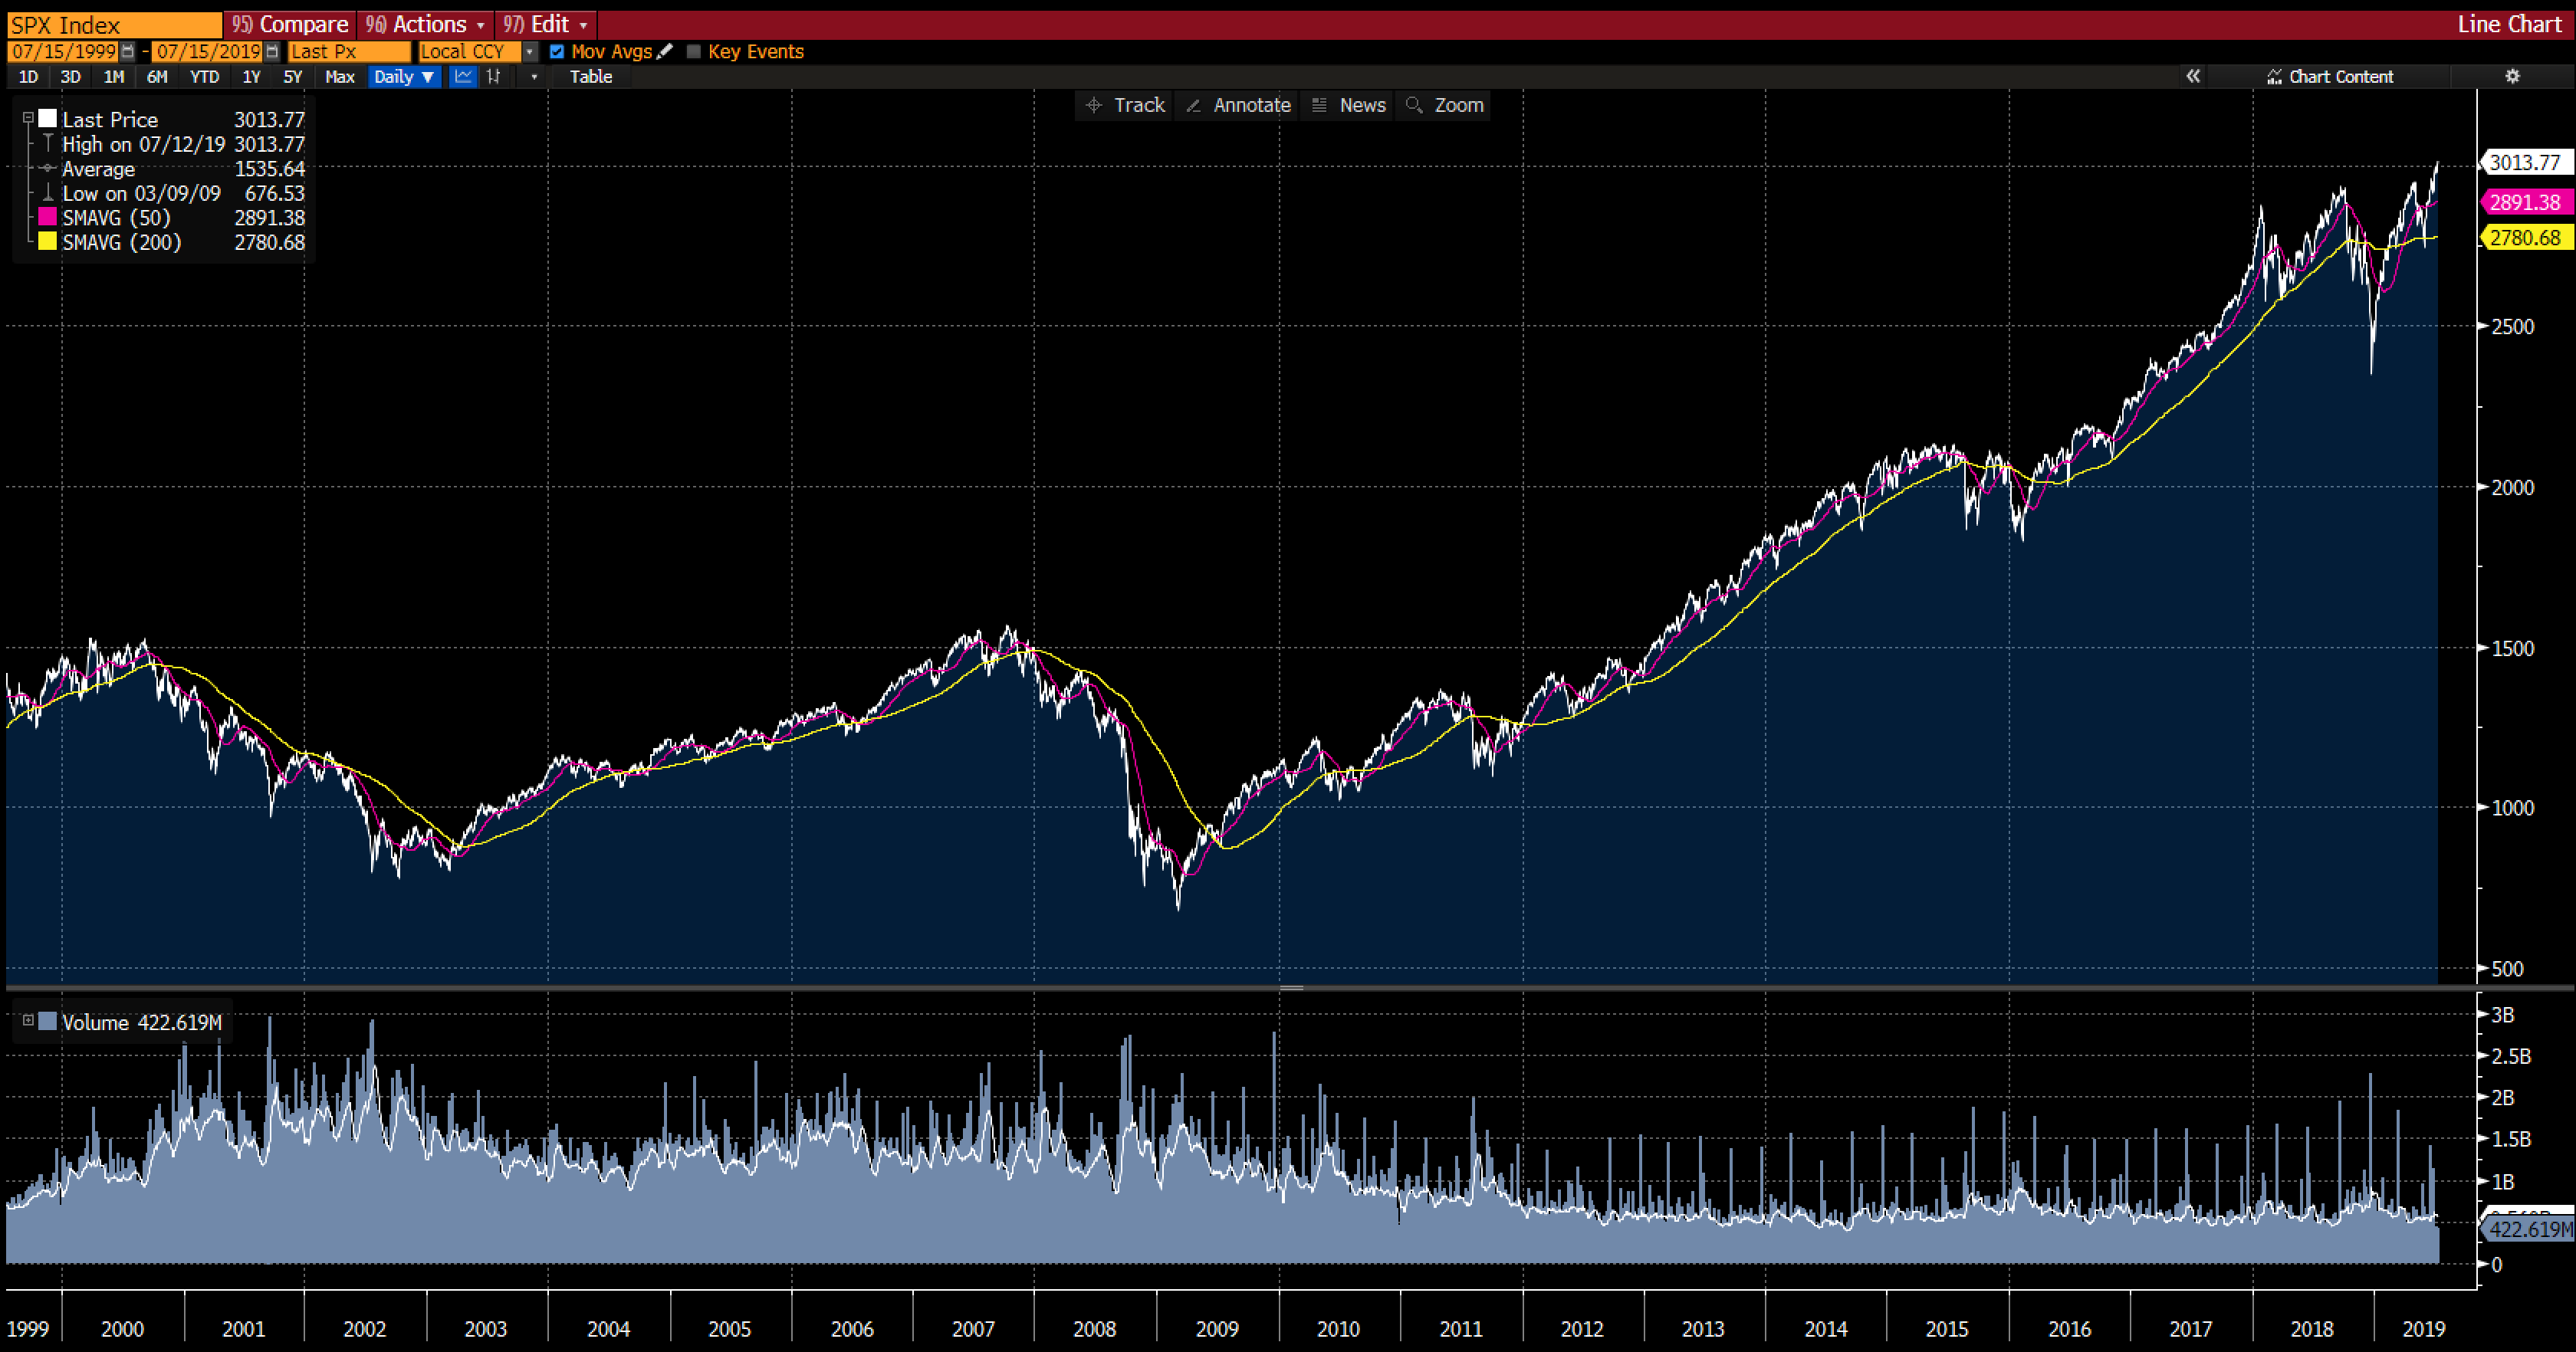 SPX Index 95) Compare 96) Actions 97) Edit Line Chart
07/15/1999 - 07/15/2019 Last Px Local CCY Mov Avgs Key Events
1D 3D 1M 6M YTD 1Y 5Y Max Daily ▼ Table « Chart Content
Track Annotate News Zoom
Last Price 3013.77
High on 07/12/19 3013.77
Average 1535.64
Low on 03/09/09 676.53
SMAVG (50) 2891.38
SMAVG (200) 2780.68
3013.77
2891.38
2780.68
2500
2000
1500
1000
500
Volume 422.619M
3B
2.5B
2B
1.5B
1B
422.619M
0
1999 2000 2001 2002 2003 2004 2005 2006 2007 2008 2009 2010 2011 2012 2013 2014 2015 2016 2017 2018 2019